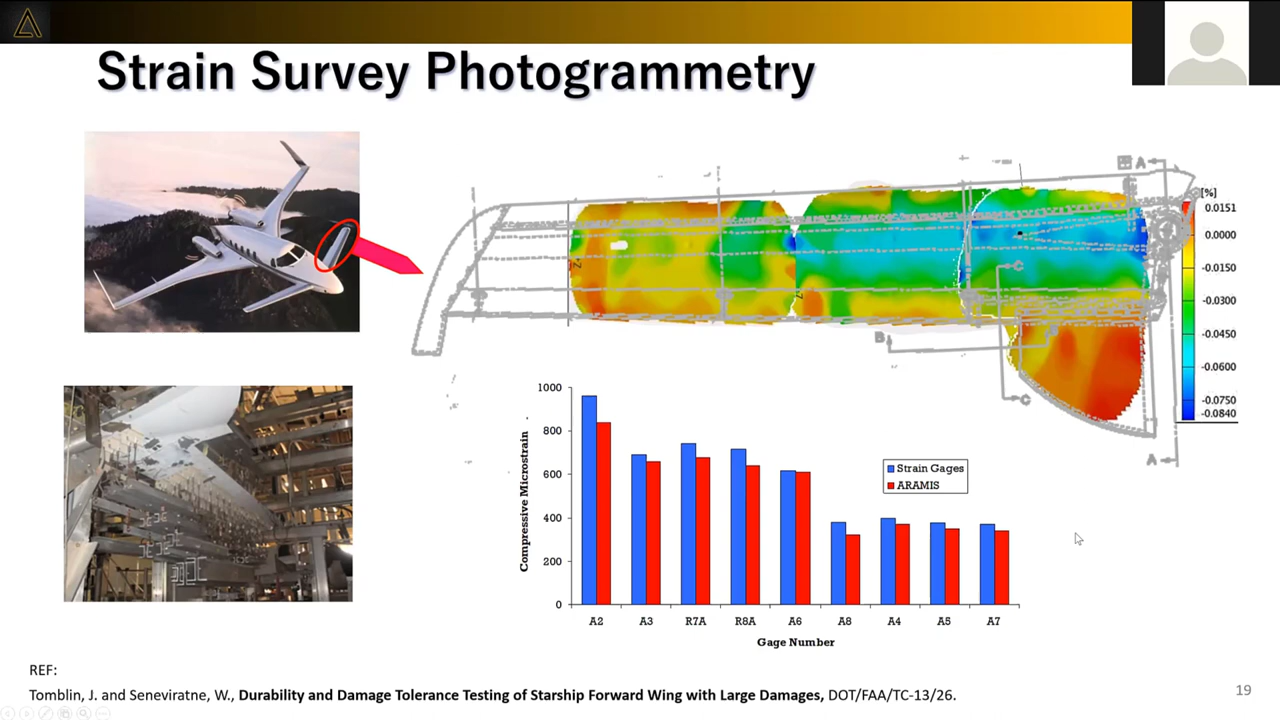 Strain Survey Photogrammetry
A
[%]
0.0151
0.0000
-0.0150
-0.0300
-0.0450
-0.0600
-0.0750
-0.0840
Z
Z
C
B
B
C
A
1000
800
600
400
200
0
Compressive Microstrain
Strain Gages
ARAMIS
A2 A3 R7A R8A A6 A8 A4 A5 A7
Gage Number
REF:
Tomblin, J. and Seneviratne, W., Durability and Damage Tolerance Testing of Starship Forward Wing with Large Damages, DOT/FAA/TC-13/26.
19